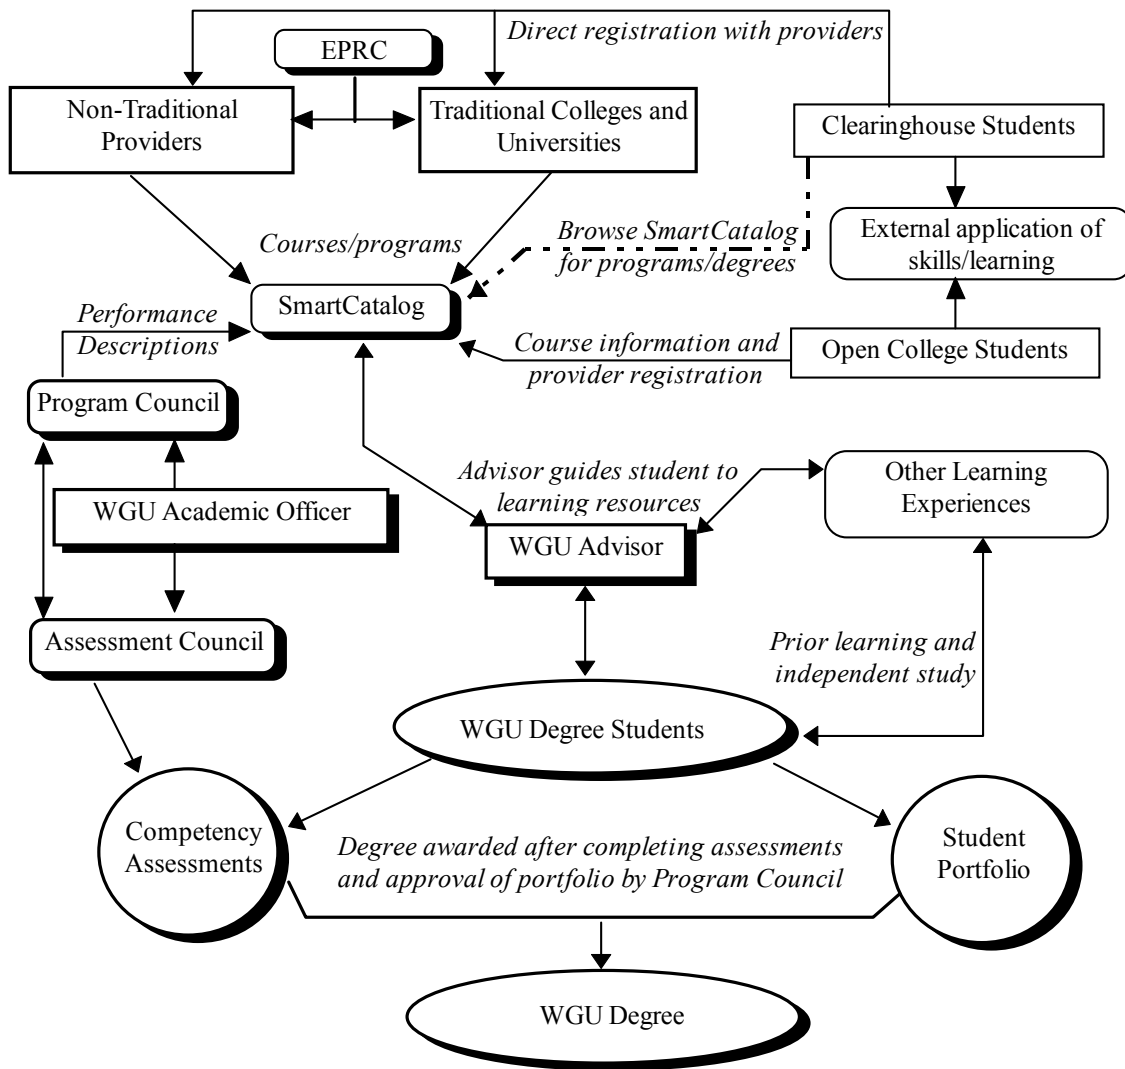 Direct registration with providers
EPRC
Non-Traditional
Providers
Traditional Colleges and
Universities
Clearinghouse Students
Courses/programs
Browse SmartCatalog
for programs/degrees
External application of
skills/learning
SmartCatalog
Performance
Descriptions
Course information and
provider registration
Open College Students
Program Council
Advisor guides student to
learning resources
Other Learning
Experiences
WGU Academic Officer
WGU Advisor
Assessment Council
Prior learning and
independent study
WGU Degree Students
Competency
Assessments
Degree awarded after completing assessments
and approval of portfolio by Program Council
Student
Portfolio
WGU Degree